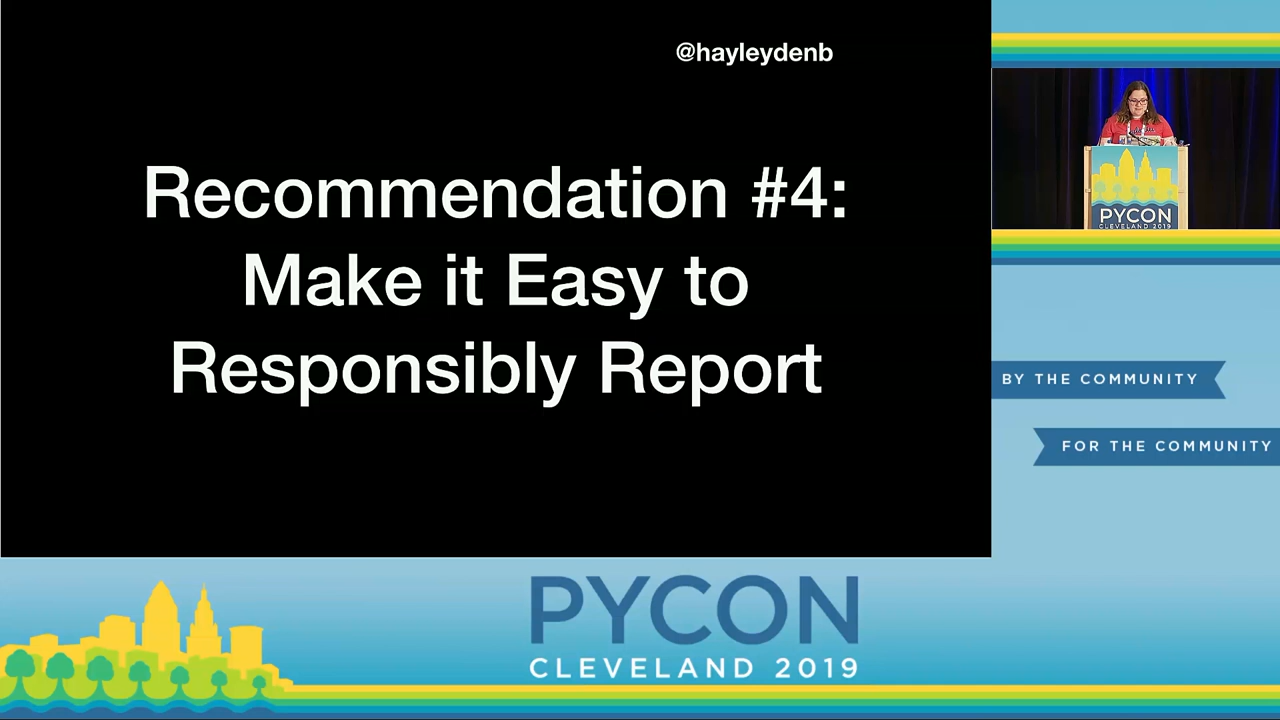 @hayleydenb
Recommendation #4:
Make it Easy to
Responsibly Report
PYCON
CLEVELAND 2019
BY THE COMMUNITY
FOR THE COMMUNITY
PYCON
CLEVELAND 2019